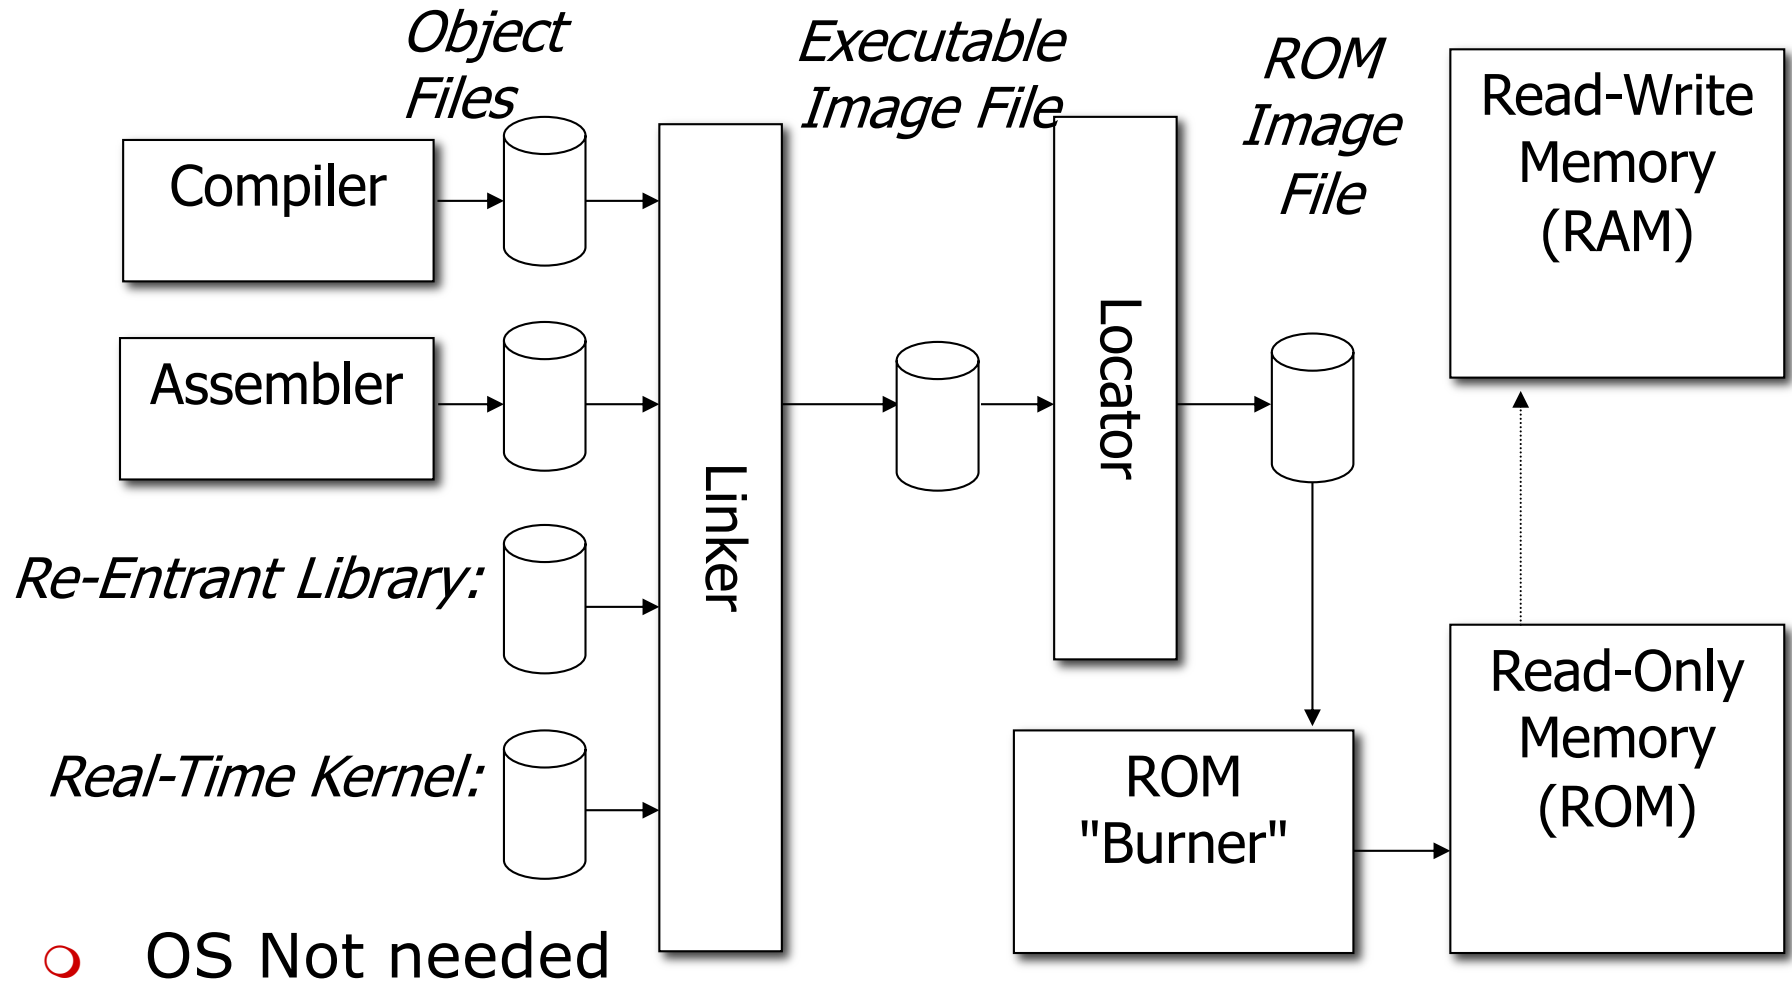 Object
Files
Executable
Image File
ROM
Image
File
Read-Write
Memory
(RAM)
Compiler
Assembler
Re-Entrant Library:
Real-Time Kernel:
Linker
Locator
ROM
"Burner"
Read-Only
Memory
(ROM)
OS Not needed